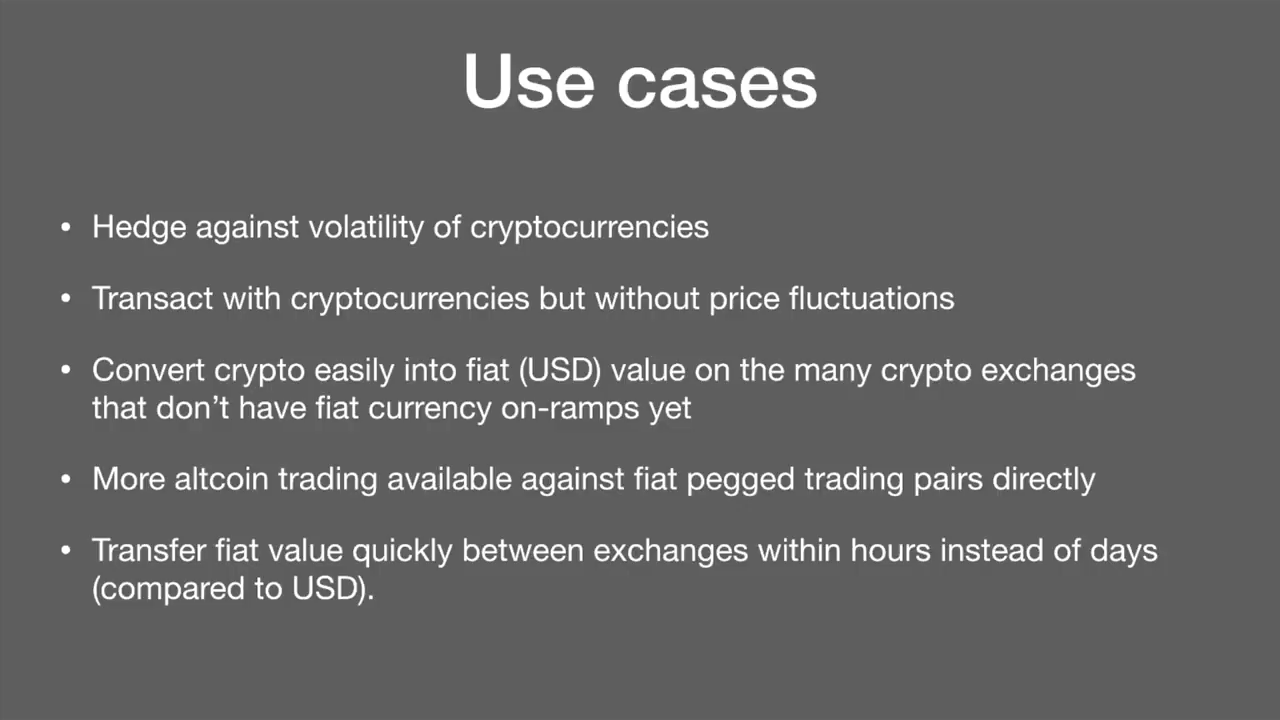 Use cases
• Hedge against volatility of cryptocurrencies
• Transact with cryptocurrencies but without price fluctuations
• Convert crypto easily into fiat (USD) value on the many crypto exchanges
that don’t have fiat currency on-ramps yet
• More altcoin trading available against fiat pegged trading pairs directly
• Transfer fiat value quickly between exchanges within hours instead of days
(compared to USD).